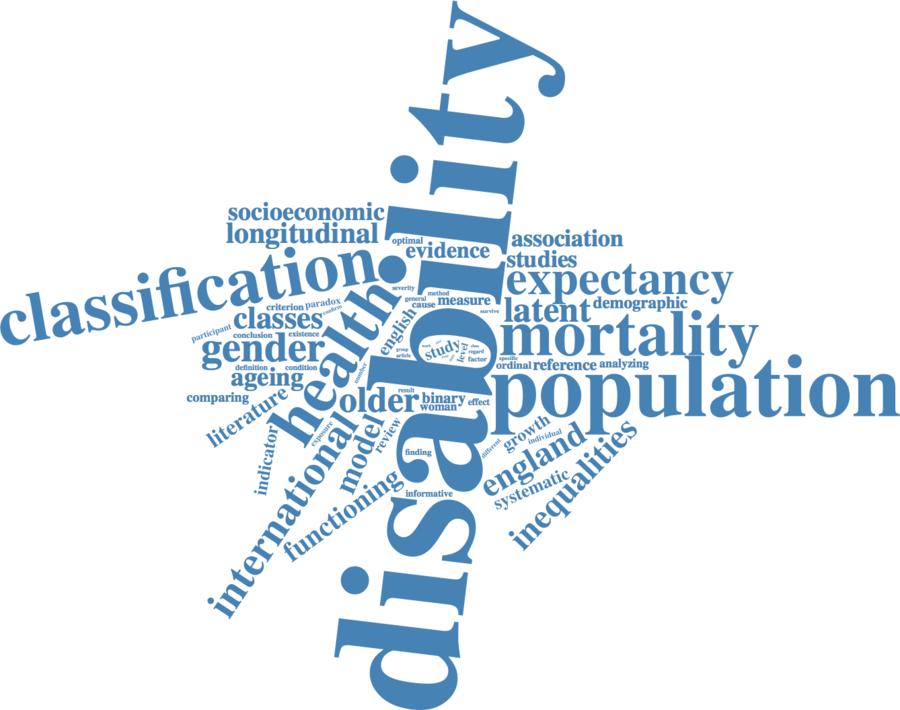 disability
socioeconomic
longitudinal
optimal
evidence
association
studies
classification
expectancy
severity
method
general
cause
measure
survive
latent
demographic
criterion
paradox
confirm
participant
classes
conclusion
existence
english
mortality
gender
health
group
article
study
level
class
regard
factor
specific
ordinal
reference
analyzing
definition
condition
ageing
number
population
comparing
older
result
binary
woman
effect
literature
exposure
review
model
indicator
international
finding
different
growth
individual
england
functioning
informative
systematic
inequalities